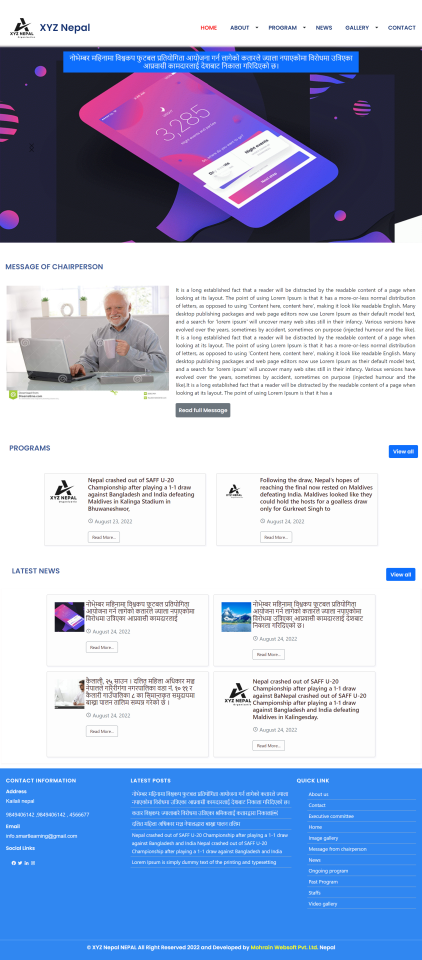 XYZ NEPAL
XYZ Nepal
HOME
ABOUT
PROGRAM
NEWS
GALLERY
CONTACT
नोभेम्बर महिनामा विश्वकप फुटबल प्रतियोगिता आयोजना गर्न लागेको कतारले ज्याला नपाएकोमा विरोधमा उत्रिएका
आप्रवासी कामदारलाई देशबाट निकाला गरिदिएको छ।
3,285
MESSAGE OF CHAIRPERSON
It is a long established fact that a reader will be distracted by the readable content of a page when
looking at its layout. The point of using Lorem Ipsum is that it has a more-or-less normal distribution
of letters, as opposed to using 'Content here, content here', making it look like readable English. Many
desktop publishing packages and web page editors now use Lorem Ipsum as their default model text,
and a search for 'lorem ipsum' will uncover many web sites still in their infancy. Various versions have
evolved over the years, sometimes by accident, sometimes on purpose (injected humour and the like).
It is a long established fact that a reader will be distracted by the readable content of a page when
looking at its layout. The point of using Lorem Ipsum is that it has a more-or-less normal distribution
of letters, as opposed to using 'Content here, content here', making it look like readable English. Many
desktop publishing packages and web page editors now use Lorem Ipsum as their default model text,
and a search for 'lorem ipsum' will uncover many web sites still in their infancy. Various versions have
evolved over the years, sometimes by accident, sometimes on purpose (injected humour and the
like).It is a long established fact that a reader will be distracted by the readable content of a page when
looking at its layout. The point of using Lorem Ipsum is that it has a
Read full Message
PROGRAMS
View all
XYZ NEPAL
Nepal crashed out of SAFF U-20
Championship after playing a 1-1 draw
against Bangladesh and India defeating
Maldives in Kalinga Stadium in
Bhuwaneshwor,
August 23, 2022
Read More..
XYZ NEPAL
Following the draw, Nepal's hopes of
reaching the final now rested on Maldives
defeating India. Maldives looked like they
could hold the hosts for a goalless draw
only for Gurkreet Singh to
August 24, 2022
Read More..
LATEST NEWS
View all
नोभेम्बर महिनामा विश्वकप फुटबल प्रतियोगिता
आयोजना गर्न लागेको कतारले ज्याला नपाएकोमा
विरोधमा उत्रिएका आप्रवासी कामदारलाई
August 24, 2022
Read More..
नोभेम्बर महिनामा विश्वकप फुटबल प्रतियोगिता
आयोजना गर्न लागेको कतारले ज्याला नपाएकोमा
विरोधमा उत्रिएका आप्रवासी कामदारलाई देशबाट
निकाला गरिदिएको छ।
August 24, 2022
Read More..
कैलाली, २५ साउन । दलित महिला अधिकार मञ्च
नेपालले गौरीगंगा नगरपालिका वडा नं. १० ११ र
कैलारी गाउँपालिका ८ का सिमान्तकृत समुदायमा
बाख्रा पालन तालिम सम्पन्न गरेको छ ।
August 24, 2022
Read More..
XYZ NEPAL
Nepal crashed out of SAFF U-20
Championship after playing a 1-1 draw
against BaNepal crashed out of SAFF U-20
Championship after playing a 1-1 draw
against Bangladesh and India defeating
Maldives in Kalingesday.
August 24, 2022
Read More..
CONTACT INFORMATION
Address
Kailali nepal
9849406142 ,9849406142 , 4566677
Email
info.smartlearning@gmail.com
Social Links
LATEST POSTS
नोभेम्बर महिनामा विश्वकप फुटबल प्रतियोगिता आयोजना गर्न लागेको कतारले ज्याला
नपाएकोमा विरोधमा उत्रिएका आप्रवासी कामदारलाई देशबाट निकाला गरिदिएको छ।
Nepal crashed out of SAFF U-20 Championship after playing a 1-1 draw
against Bangladesh and India Nepal crashed out of SAFF U-20
Championship after playing a 1-1 draw against Bangladesh and India
Lorem Ipsum is simply dummy text of the printing and typesetting
QUICK LINK
About us
Contact
Executive committee
Home
Image gallery
Message from chairperson
News
Ongoing program
Past Program
Staffs
Video gallery
© XYZ Nepal NEPAL All Right Reserved 2022 and Developed by Mohrain Websoft Pvt. Ltd. Nepal